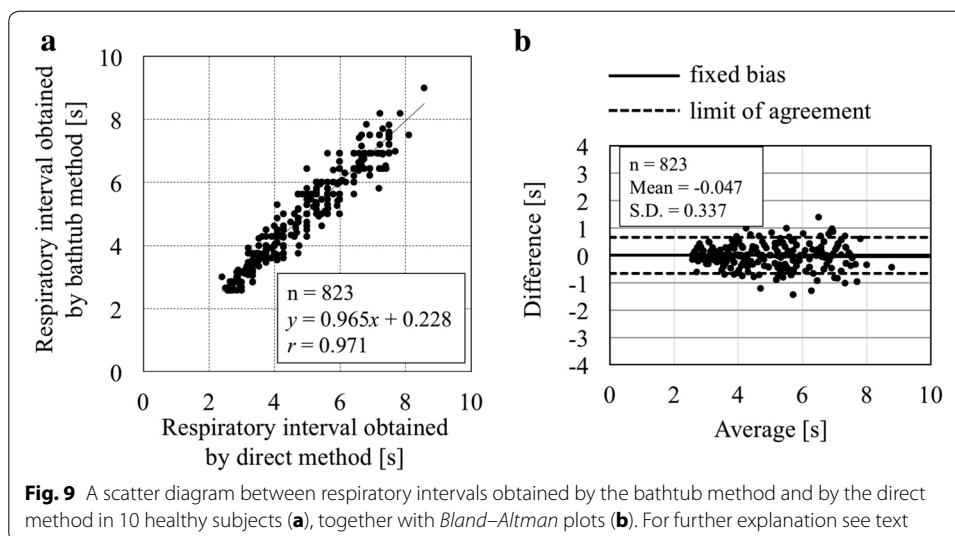 a
10
8
6
4
2
0
Respiratory interval obtained
by bathtub method [s]
n = 823
y = 0.965x + 0.228
r = 0.971
0 2 4 6 8 10
Respiratory interval obtained
by direct method [s]
b
fixed bias
limit of agreement
4
3
2
1
0
-1
-2
-3
-4
Difference [s]
n = 823
Mean = -0.047
S.D. = 0.337
0 2 4 6 8 10
Average [s]
Fig. 9 A scatter diagram between respiratory intervals obtained by the bathtub method and by the direct
method in 10 healthy subjects (a), together with Bland–Altman plots (b). For further explanation see text